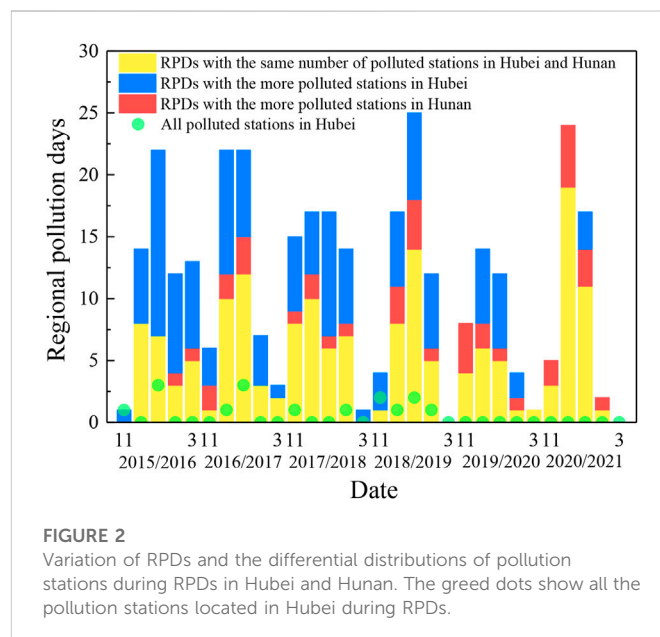 30
RPDs with the same number of polluted stations in Hubei and Hunan
RPDs with the more polluted stations in Hubei
25
RPDs with the more polluted stations in Hunan
All polluted stations in Hubei
20
15
10
5
0
Regional pollution days
11 3 11 3 11 3 11 3 11 3 11 3
2015/2016 2016/2017 2017/2018 2018/2019 2019/2020 2020/2021
Date
FIGURE 2
Variation of RPDs and the differential distributions of pollution
stations during RPDs in Hubei and Hunan. The greed dots show all the
pollution stations located in Hubei during RPDs.